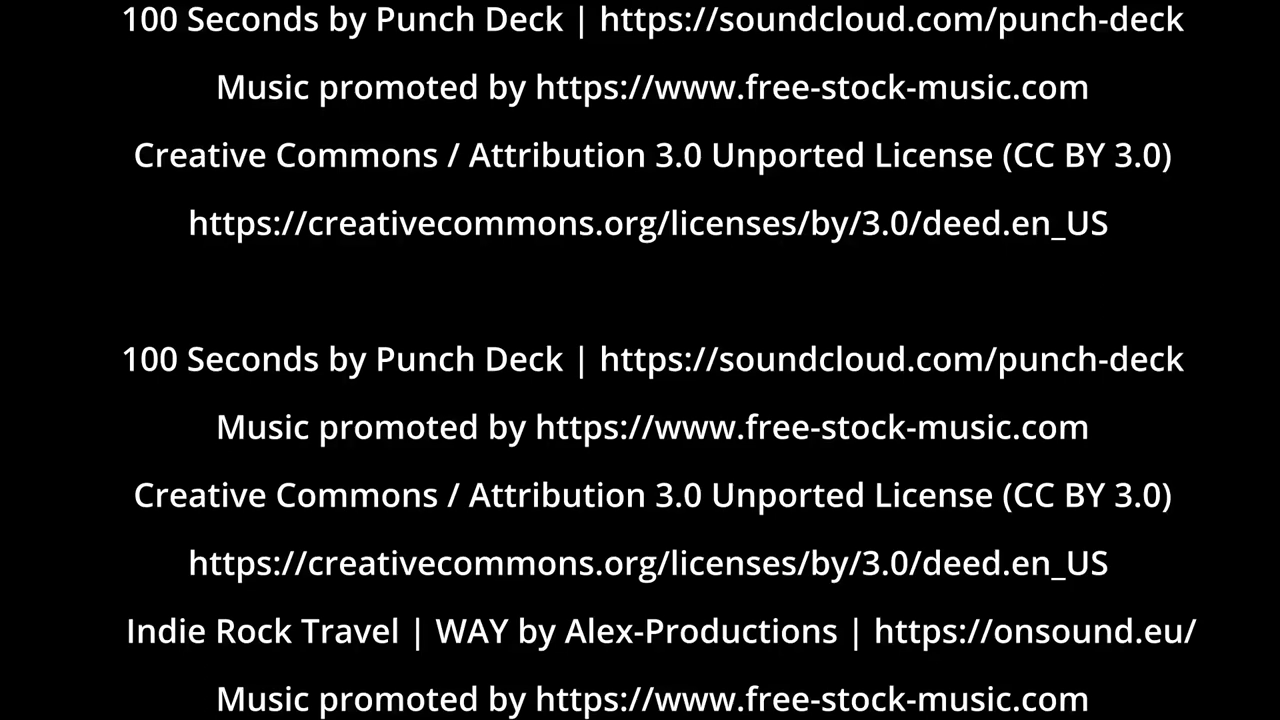 100 Seconds by Punch Deck | https://soundcloud.com/punch-deck
Music promoted by https://www.free-stock-music.com
Creative Commons / Attribution 3.0 Unported License (CC BY 3.0)
https://creativecommons.org/licenses/by/3.0/deed.en_US
100 Seconds by Punch Deck | https://soundcloud.com/punch-deck
Music promoted by https://www.free-stock-music.com
Creative Commons / Attribution 3.0 Unported License (CC BY 3.0)
https://creativecommons.org/licenses/by/3.0/deed.en_US
Indie Rock Travel | WAY by Alex-Productions | https://onsound.eu/
Music promoted by https://www.free-stock-music.com